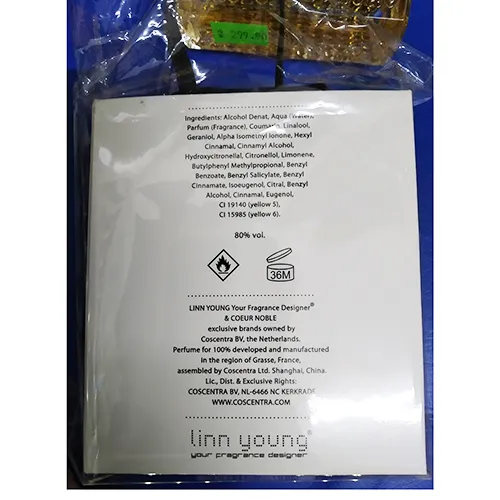 299.00
Ingredients: Alcohol Denat, Aqua (Water),
Parfum (Fragrance), Coumarin, Linalool,
Geraniol, Alpha Isomethyl Ionone, Hexyl
Cinnamal, Cinnamyl Alcohol,
Hydroxycitronellal, Citronellol, Limonene,
Butylphenyl Methylpropional, Benzyl
Benzoate, Benzyl Salicylate, Benzyl
Cinnamate, Isoeugenol, Citral, Benzyl
Alcohol, Cinnamal, Eugenol,
CI 19140 (yellow 5),
CI 15985 (yellow 6).
80% vol.
36M
LINN YOUNG Your Fragrance Designer®
& COEUR NOBLE
exclusive brands owned by
Coscentra BV, the Netherlands.
Perfume for 100% developed and manufactured
in the region of Grasse, France,
assembled by Coscentra Ltd. Shanghai, China.
Lic., Dist. & Exclusive Rights:
COSCENTRA BV, NL-6466 NC KERKRADE
WWW.COSCENTRA.COM
linn young®
your fragrance designer